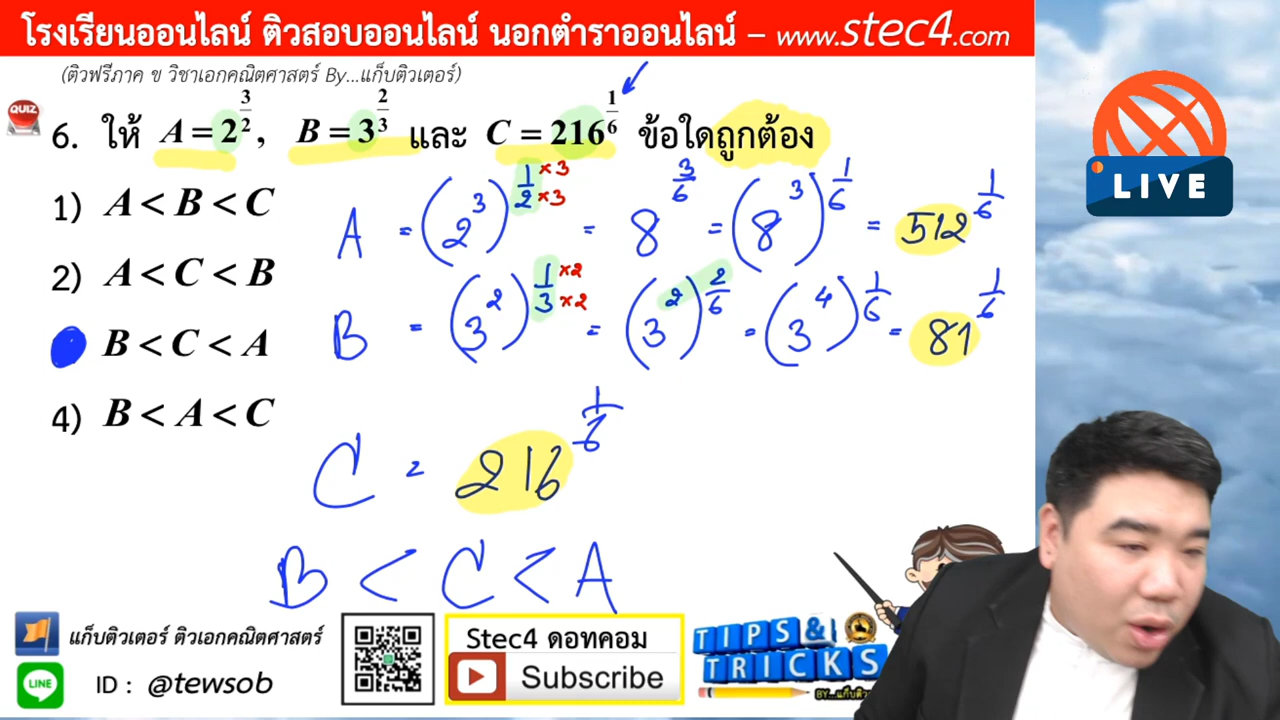 โรงเรียนออนไลน์ ติวสอบออนไลน์ นอกตำราออนไลน์ – www.stec4.com
(ติวฟรีภาค ข วิชาเอกคณิตศาสตร์ By...แก็บติวเตอร์)
QUIZ
6. ให้ A = 2^(3/2), B = 3^(2/3) และ C = 216^(1/6) ข้อใดถูกต้อง
1) A < B < C
2) A < C < B
B < C < A
4) B < A < C
A = (2^3)^(1/2 ×3 ×3) = 8^(3/6) = (8^3)^(1/6) = 512^(1/6)
B = (3^2)^(1/3 ×2 ×2) = (3^2)^(2/6) = (3^4)^(1/6) = 81^(1/6)
C = 216^(1/6)
B < C < A
LIVE
แก็บติวเตอร์ ติวเอกคณิตศาสตร์
LINE
ID : @tewsob
Stec4 ดอทคอม
Subscribe
TIPS &
TRICKS